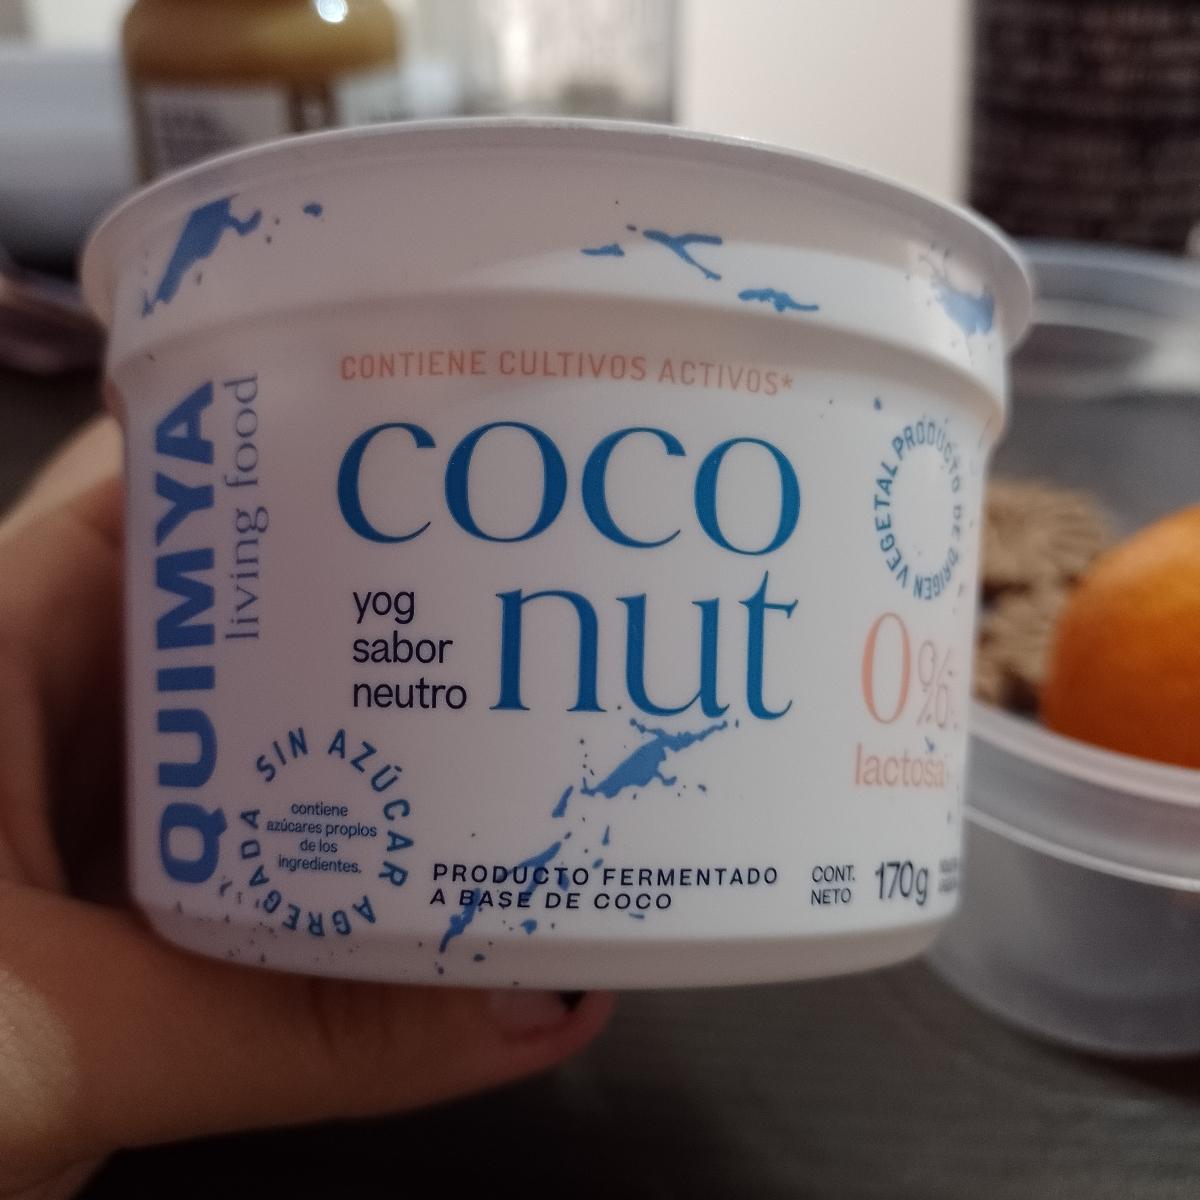 CONTIENE CULTIVOS ACTIVOS*
QUIMYA
living food
coco
nut
yog
sabor
neutro
PRODUCTO DE ORIGEN VEGETAL
0%
lactosa
SIN AZÚCAR AGREGADA
contiene
azúcares propios
de los
ingredientes.
PRODUCTO FERMENTADO
A BASE DE COCO
CONT.
NETO
170g